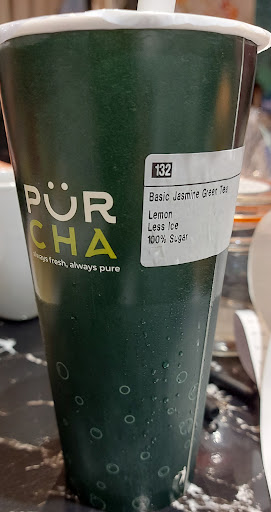 132
Basic Jasmine Green Tea
Lemon
Less Ice
100% Sugar
PÜR
CHA
always fresh, always pure